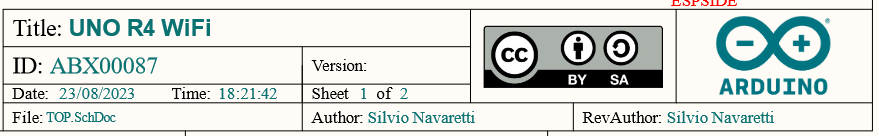 ESPSIDE
Title: UNO R4 WiFi
ID: ABX00087
Version:
Date: 23/08/2023 Time: 18:21:42 Sheet 1 of 2
File: TOP.SchDoc Author: Silvio Navaretti RevAuthor: Silvio Navaretti
cc
BY SA
ARDUINO